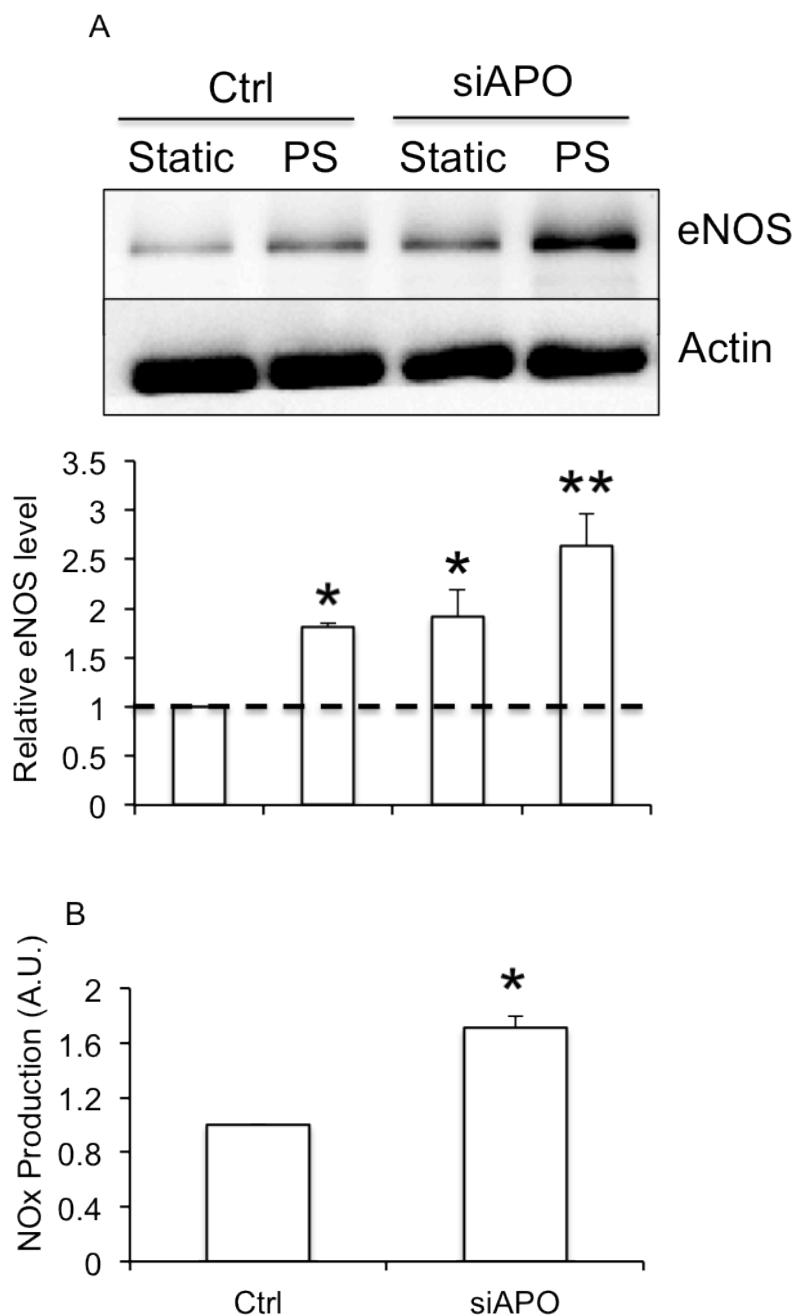 A
Ctrl siAPO
Static PS Static PS
eNOS
Actin
3.5
3
2.5
2
1.5
1
0.5
0
Relative eNOS level
*
*
**
B
2
1.6
1.2
0.8
0.4
0
NOx Production (A.U.)
*
Ctrl siAPO